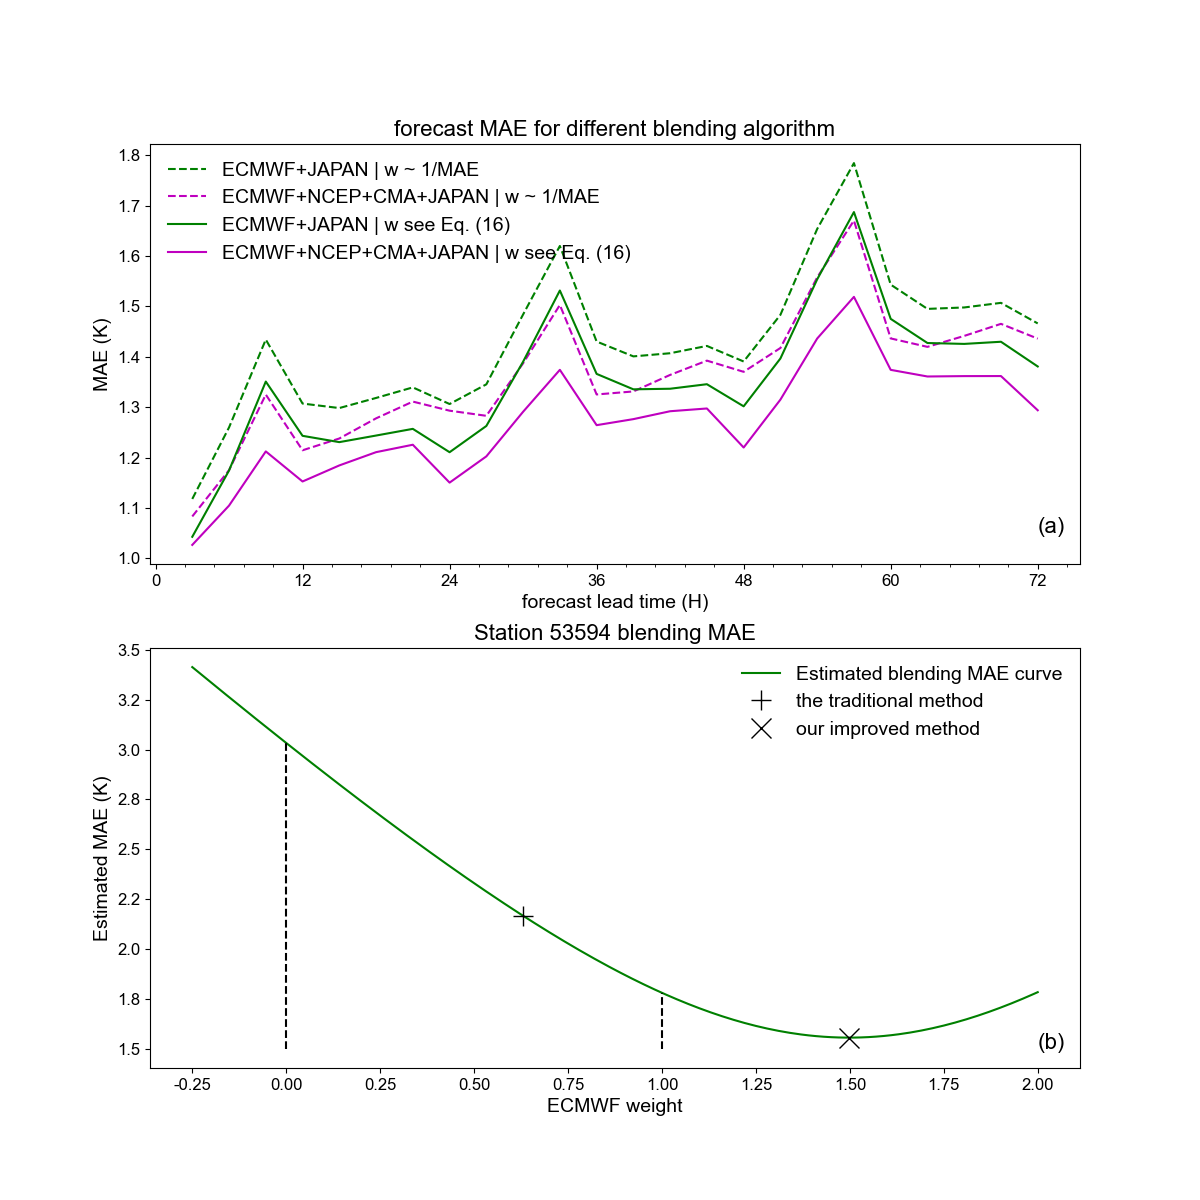 forecast MAE for different blending algorithm
ECMWF+JAPAN | w ~ 1/MAE
ECMWF+NCEP+CMA+JAPAN | w ~ 1/MAE
ECMWF+JAPAN | w see Eq. (16)
ECMWF+NCEP+CMA+JAPAN | w see Eq. (16)
MAE (K)
1.8
1.7
1.6
1.5
1.4
1.3
1.2
1.1
1.0
(a)
0 12 24 36 48 60 72
forecast lead time (H)
Station 53594 blending MAE
Estimated blending MAE curve
the traditional method
our improved method
Estimated MAE (K)
3.5
3.2
3.0
2.8
2.5
2.2
2.0
1.8
1.5
(b)
-0.25 0.00 0.25 0.50 0.75 1.00 1.25 1.50 1.75 2.00
ECMWF weight